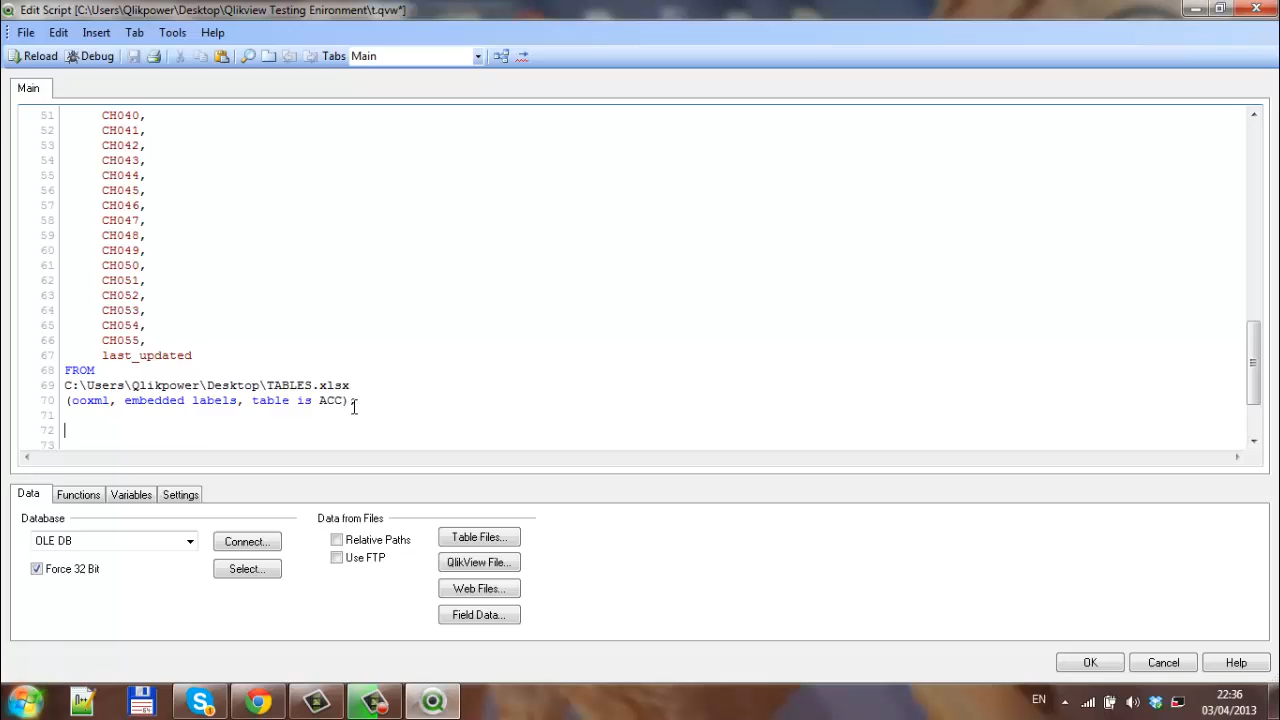 Edit Script [C:\Users\Qlikpower\Desktop\Qlikview Testing Enironment\t.qvw*]
File Edit Insert Tab Tools Help
Reload Debug Tabs Main
Main
51 CH040,
52 CH041,
53 CH042,
54 CH043,
55 CH044,
56 CH045,
57 CH046,
58 CH047,
59 CH048,
60 CH049,
61 CH050,
62 CH051,
63 CH052,
64 CH053,
65 CH054,
66 CH055,
67 last_updated
68 FROM
69 C:\Users\Qlikpower\Desktop\TABLES.xlsx
70 (ooxml, embedded labels, table is ACC);
71
72
73
Data Functions Variables Settings
Database Data from Files
OLE DB Connect... Relative Paths Table Files...
Use FTP QlikView File...
Force 32 Bit Select...
Web Files...
Field Data...
OK Cancel Help
64
EN 22:36
03/04/2013